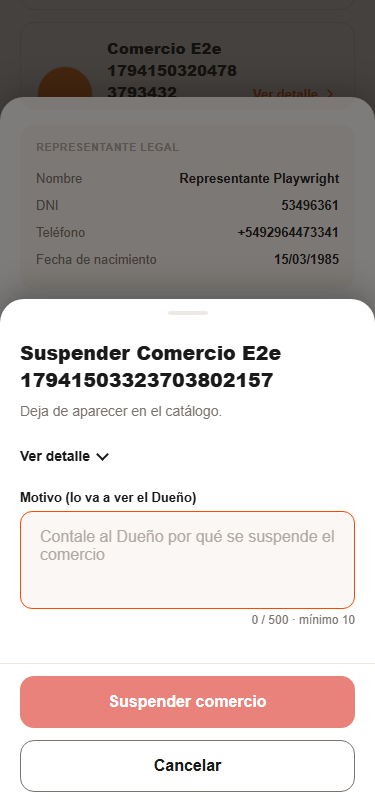 Comercio E2e
1794150320478
3793432
Ver detalle
REPRESENTANTE LEGAL
Nombre Representante Playwright
DNI 53496361
Teléfono +5492964473341
Fecha de nacimiento 15/03/1985
Suspender Comercio E2e
17941503323703802157
Deja de aparecer en el catálogo.
Ver detalle
Motivo (lo va a ver el Dueño)
Contale al Dueño por qué se suspende el
comercio
0 / 500 · mínimo 10
Suspender comercio
Cancelar